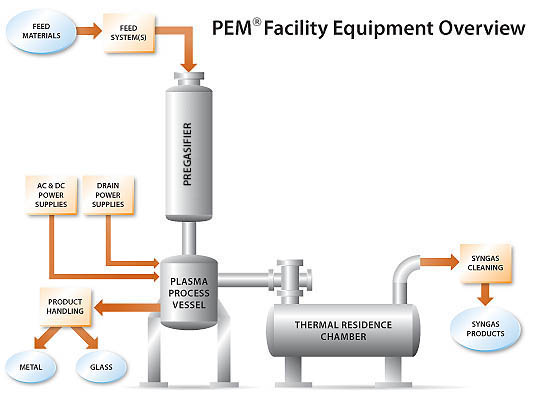 PEM® Facility Equipment Overview
FEED
MATERIALS
FEED
SYSTEM(S)
PREGASIFIER
AC & DC
POWER
SUPPLIES
DRAIN
POWER
SUPPLIES
PLASMA
PROCESS
VESSEL
PRODUCT
HANDLING
METAL
GLASS
THERMAL RESIDENCE
CHAMBER
SYNGAS
CLEANING
SYNGAS
PRODUCTS